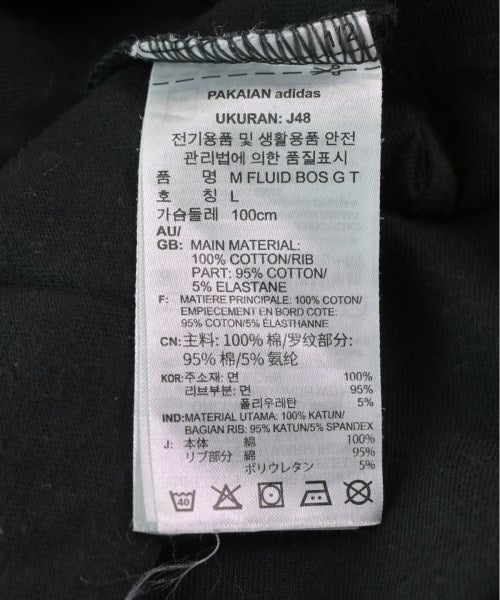 1/2
PAKAIAN adidas
UKURAN: J48
전기용품 및 생활용품 안전
관리법에 의한 품질표시
품 명 M FLUID BOS G T
호 칭 L
가슴둘레 100cm
AU/
GB: MAIN MATERIAL:
100% COTTON/RIB
PART: 95% COTTON/
5% ELASTANE
F: MATIERE PRINCIPALE: 100% COTON/
EMPIECEMENT EN BORD COTE:
95% COTON/5% ÉLASTHANNE
CN: 主料: 100% 棉/罗纹部分:
95% 棉/5% 氨纶
KOR: 주소재: 면 100%
리브부분: 면 95%
폴리우레탄 5%
IND: MATERIAL UTAMA: 100% KATUN/
BAGIAN RIB: 95% KATUN/5% SPANDEX
J: 本体 綿 100%
リブ部分 綿 95%
ポリウレタン 5%
40